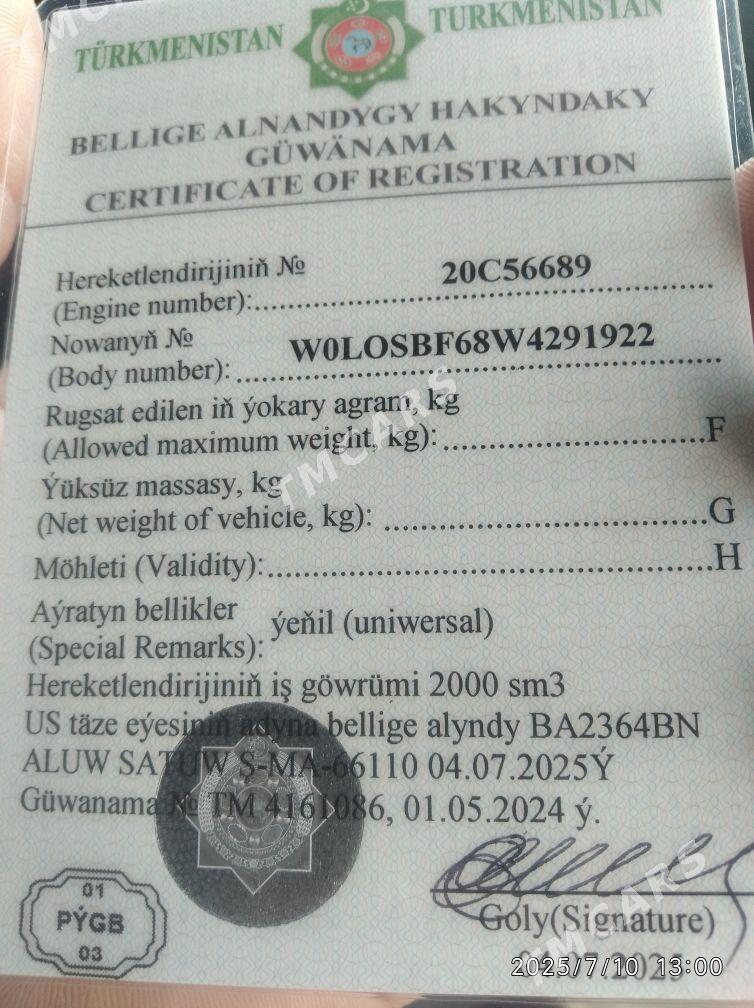 TÜRKMENISTAN TURKMENISTAN
BELLIGE ALNANDYGY HAKYNDAKY
GÜWÄNAMA
CERTIFICATE OF REGISTRATION
Hereketlendirijiniň №
(Engine number):
20C56689
Nowanyň №
(Body number):
W0LOSBF68W4291922
Rugsat edilen iň ýokary agram, kg
(Allowed maximum weight, kg): F
Ýüksüz massasy, kg
(Net weight of vehicle, kg): G
Möhleti (Validity): H
Aýratyn bellikler
(Special Remarks):
ýeňil (uniwersal)
Hereketlendirijiniň iş göwrümi 2000 sm3
US täze eýesiniň adyna bellige alyndy BA2364BN
ALUW SATUW S-MA-66110 04.07.2025Ý
Güwanama № TM 4161086, 01.05.2024 ý.
01
PÝGB
03
Goly(Signature)
.07.2025
2025/7/10 13:00
TMCARS
TMCARS